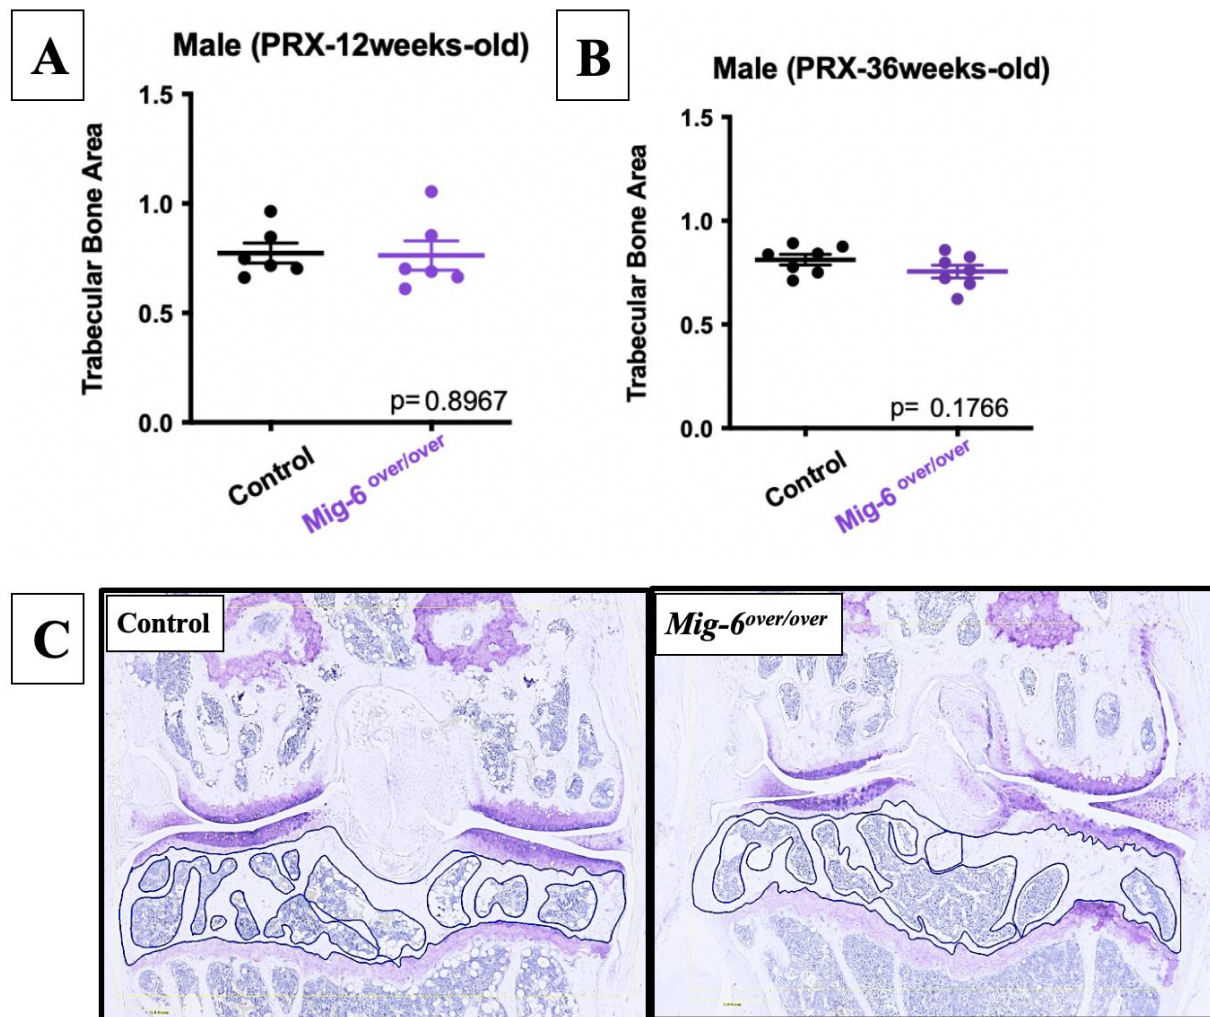 A
Male (PRX-12weeks-old)
Trabecular Bone Area
1.5
1.0
0.5
0.0
p= 0.8967
Control
Mig-6 over/over
B
Male (PRX-36weeks-old)
Trabecular Bone Area
1.5
1.0
0.5
0.0
p= 0.1766
Control
Mig-6 over/over
C
Control
Mig-6over/over